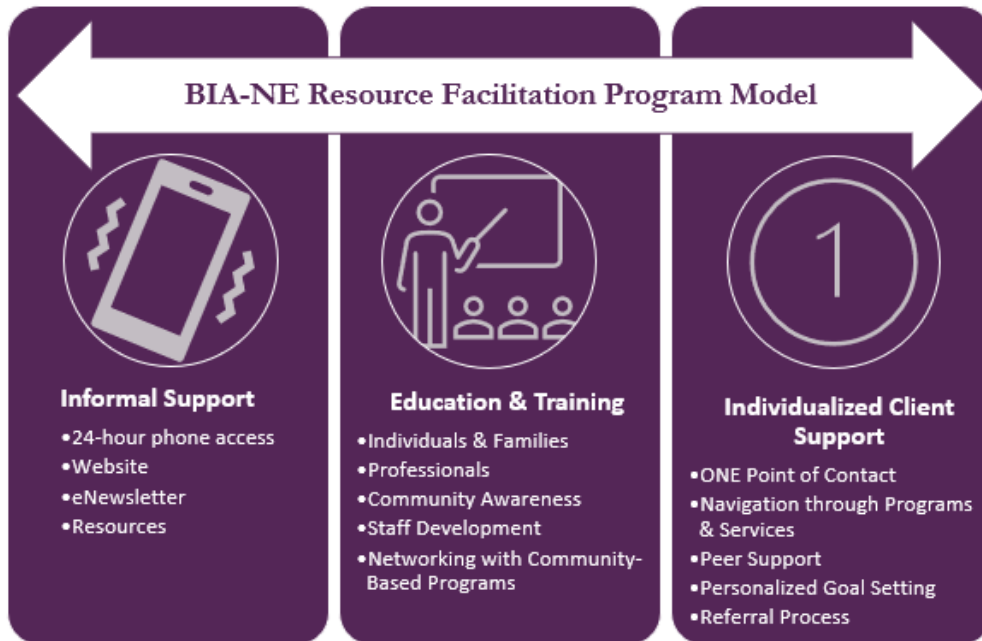 BIA-NE Resource Facilitation Program Model
Informal Support
•24-hour phone access
•Website
•eNewsletter
•Resources
Education & Training
•Individuals & Families
•Professionals
•Community Awareness
•Staff Development
•Networking with Community-
Based Programs
1
Individualized Client
Support
•ONE Point of Contact
•Navigation through Programs
& Services
•Peer Support
•Personalized Goal Setting
•Referral Process